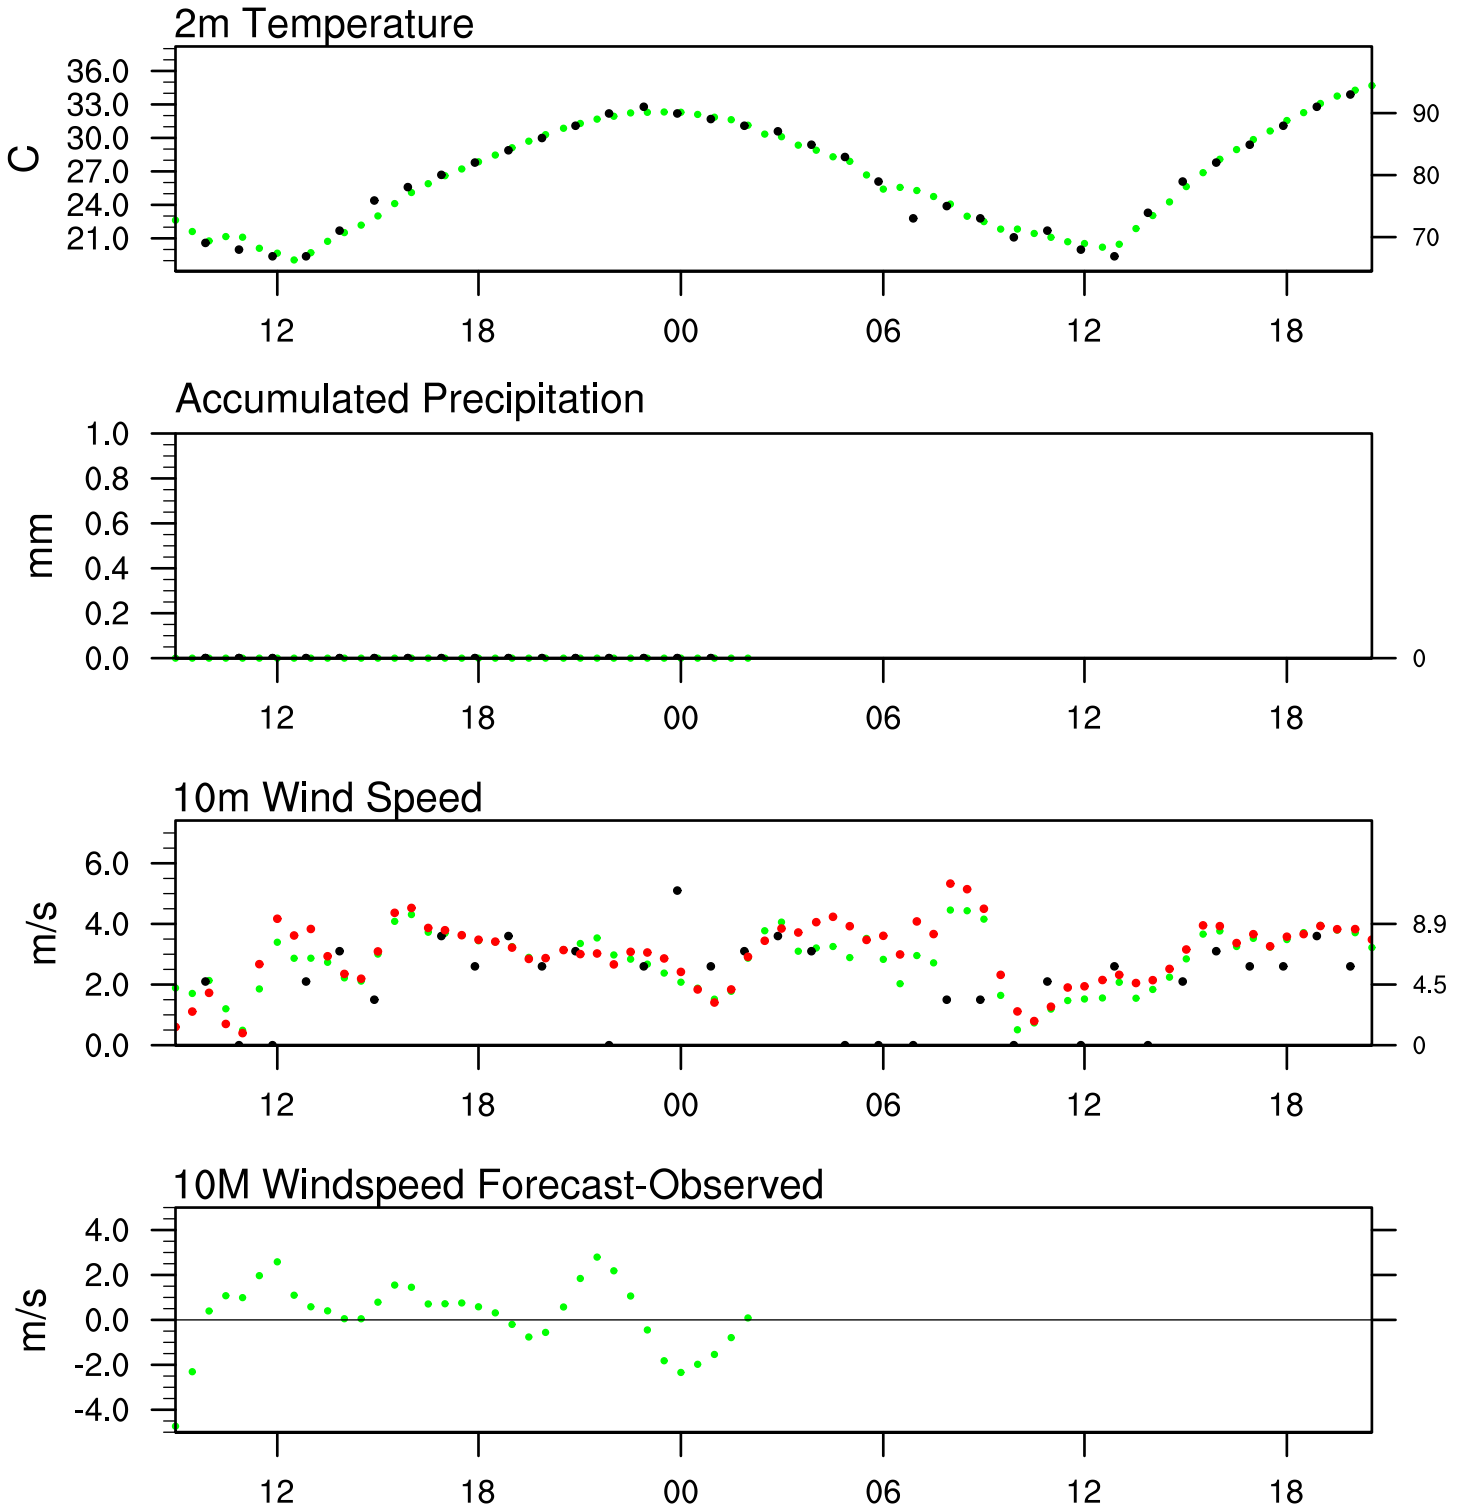 2m Temperature
C
36.0
33.0
30.0
27.0
24.0
21.0
90
80
70
12 18 00 06 12 18
Accumulated Precipitation
mm
1.0
0.8
0.6
0.4
0.2
0.0
0
12 18 00 06 12 18
10m Wind Speed
m/s
6.0
4.0
2.0
0.0
8.9
4.5
0
12 18 00 06 12 18
10M Windspeed Forecast-Observed
m/s
4.0
2.0
0.0
-2.0
-4.0
12 18 00 06 12 18